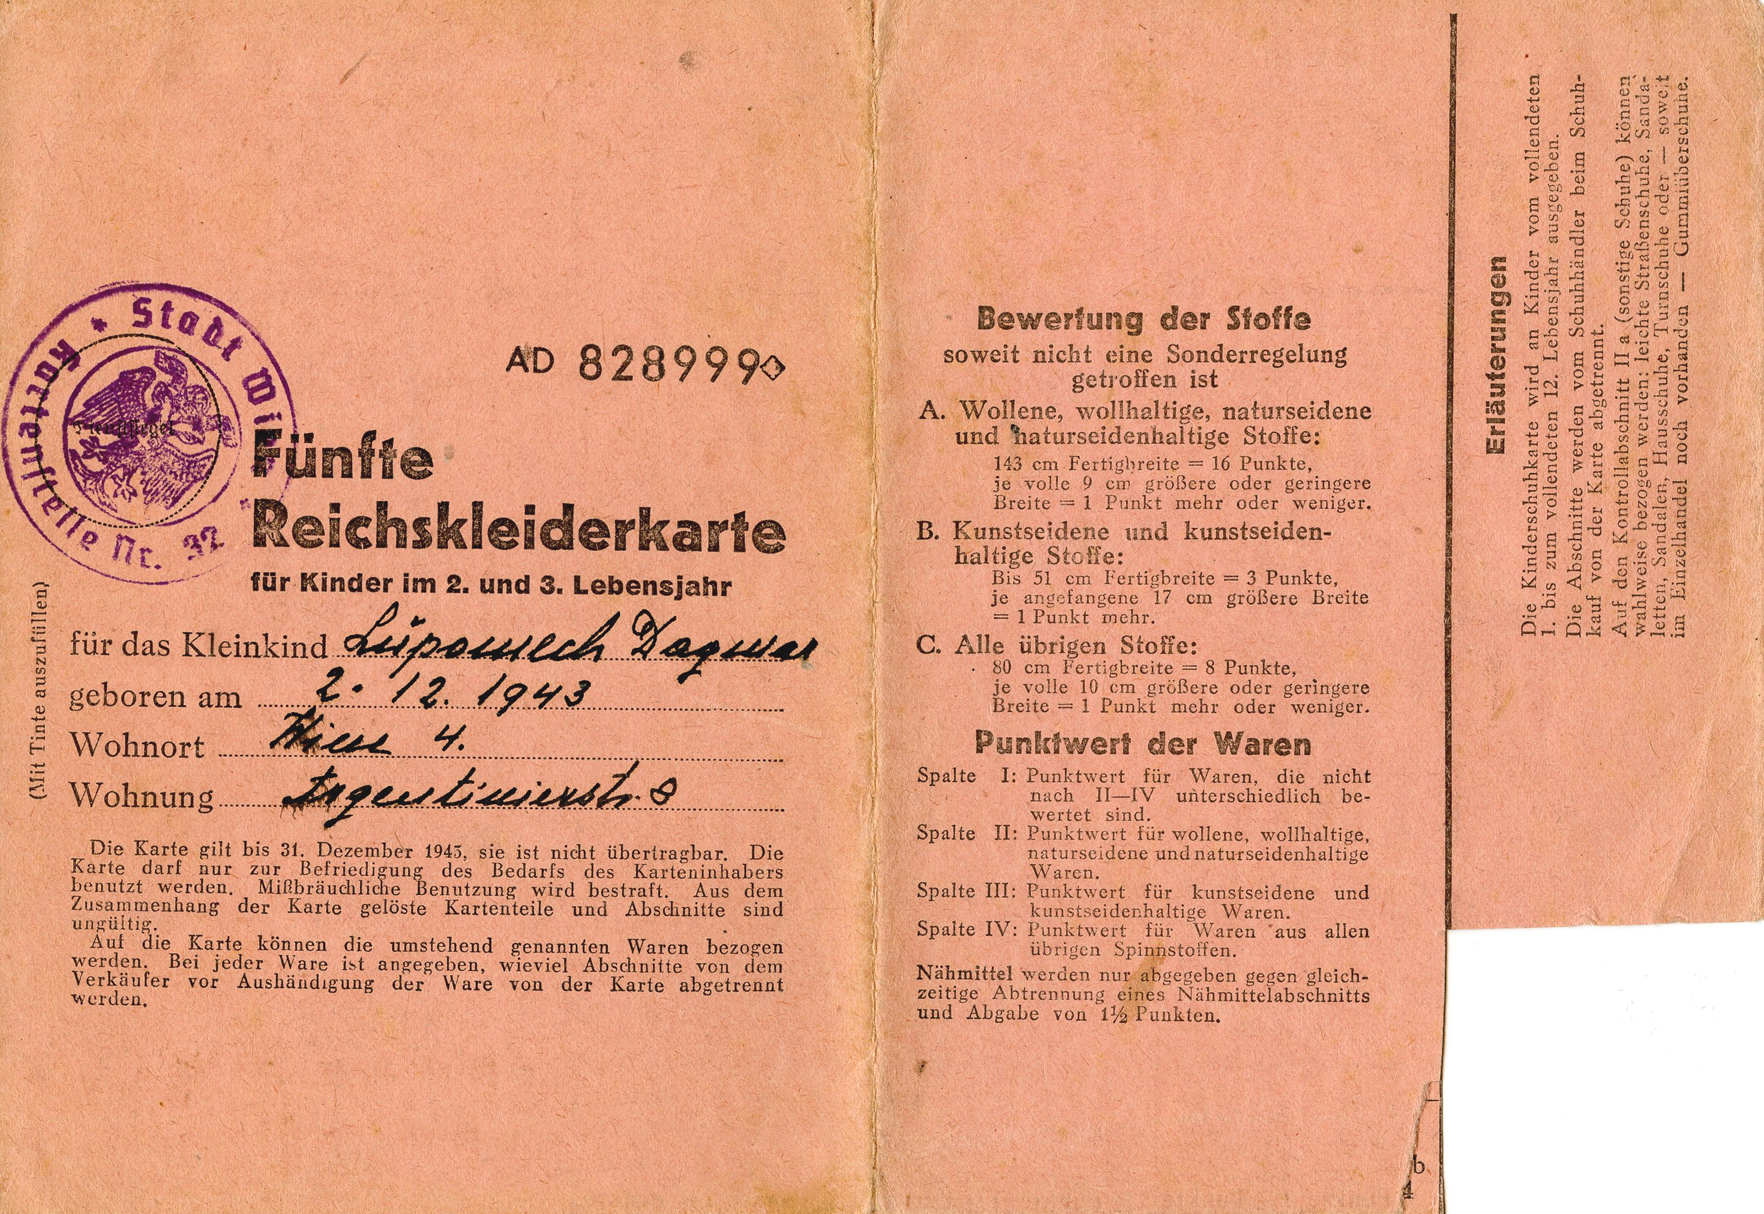 Stadt Wien
Kartenstelle Nr. 32
AD 828999
Fünfte
Reichskleiderkarte
für Kinder im 2. und 3. Lebensjahr
(Mit Tinte auszufüllen)
für das Kleinkind Dagmar
geboren am 2. 12. 1943
Wohnort Wien 4.
Wohnung Argentinierstr. 8
Die Karte gilt bis 31. Dezember 1945, sie ist nicht übertragbar. Die
Karte darf nur zur Befriedigung des Bedarfs des Karteninhabers
benutzt werden. Mißbräuchliche Benutzung wird bestraft. Aus dem
Zusammenhang der Karte gelöste Kartenteile und Abschnitte sind
ungültig.
Auf die Karte können die umstehend genannten Waren bezogen
werden. Bei jeder Ware ist angegeben, wieviel Abschnitte von dem
Verkäufer vor Aushändigung der Ware von der Karte abgetrennt
werden.
Bewertung der Stoffe
soweit nicht eine Sonderregelung
getroffen ist
A. Wollene, wollhaltige, naturseidene
und naturseidenhaltige Stoffe:
143 cm Fertigbreite = 16 Punkte,
je volle 9 cm größere oder geringere
Breite = 1 Punkt mehr oder weniger.
B. Kunstseidene und kunstseiden-
haltige Stoffe:
Bis 51 cm Fertigbreite = 3 Punkte,
je angefangene 17 cm größere Breite
= 1 Punkt mehr.
C. Alle übrigen Stoffe:
80 cm Fertigbreite = 8 Punkte,
je volle 10 cm größere oder geringere
Breite = 1 Punkt mehr oder weniger.
Punktwert der Waren
Spalte I: Punktwert für Waren, die nicht
nach II—IV unterschiedlich be-
wertet sind.
Spalte II: Punktwert für wollene, wollhaltige,
naturseidene und naturseidenhaltige
Waren.
Spalte III: Punktwert für kunstseidene und
kunstseidenhaltige Waren.
Spalte IV: Punktwert für Waren aus allen
übrigen Spinnstoffen.
Nähmittel werden nur abgegeben gegen gleich-
zeitige Abtrennung eines Nähmittelabschnitts
und Abgabe von 1½ Punkten.
b
4
Erläuterungen
Die Kinderschuhkarte wird an Kinder vom vollendeten
1. bis zum vollendeten 12. Lebensjahr ausgegeben.
Die Abschnitte werden vom Schuhhändler beim Schuh-
kauf von der Karte abgetrennt.
Auf den Kontrollabschnitt II a (sonstige Schuhe) können
wahlweise bezogen werden: leichte Straßenschuhe, Sanda-
letten, Sandalen, Hausschuhe, Turnschuhe oder — soweit
im Einzelhandel noch vorhanden — Gummiüberschuhe.